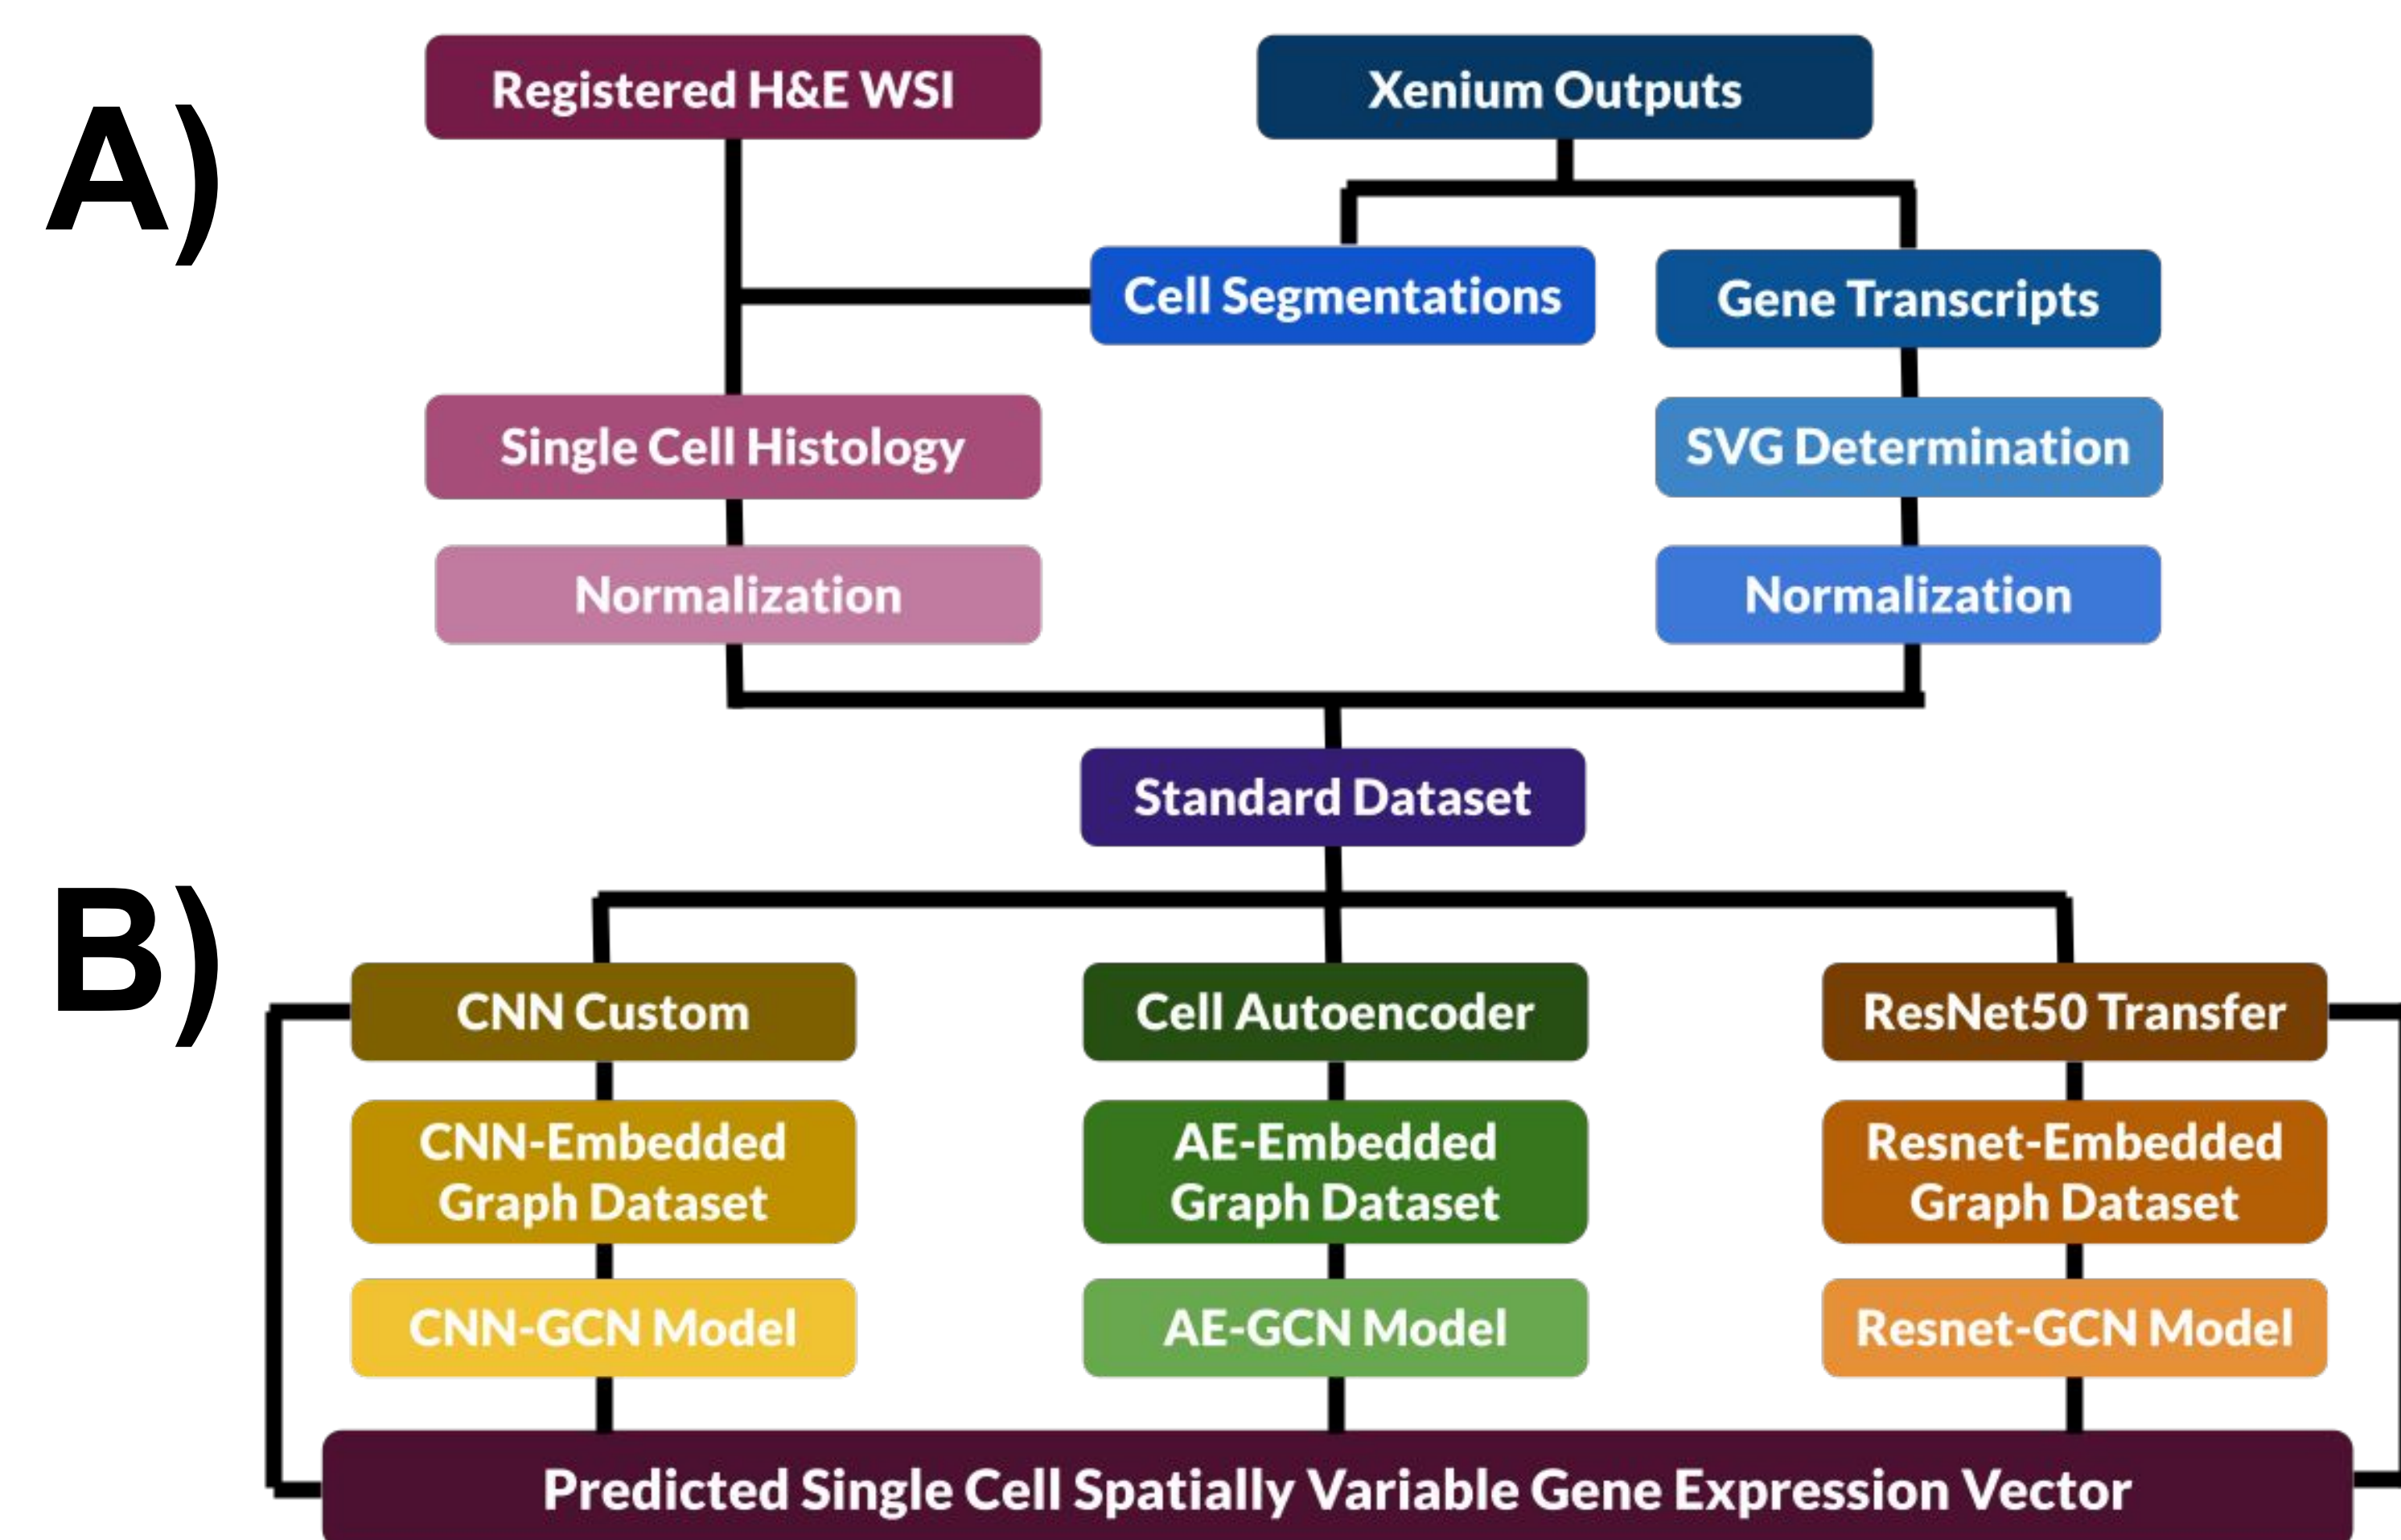 A)
Registered H&E WSI
Xenium Outputs
Cell Segmentations
Gene Transcripts
Single Cell Histology
SVG Determination
Normalization
Normalization
Standard Dataset
B)
CNN Custom
Cell Autoencoder
ResNet50 Transfer
CNN-Embedded
Graph Dataset
AE-Embedded
Graph Dataset
Resnet-Embedded
Graph Dataset
CNN-GCN Model
AE-GCN Model
Resnet-GCN Model
Predicted Single Cell Spatially Variable Gene Expression Vector